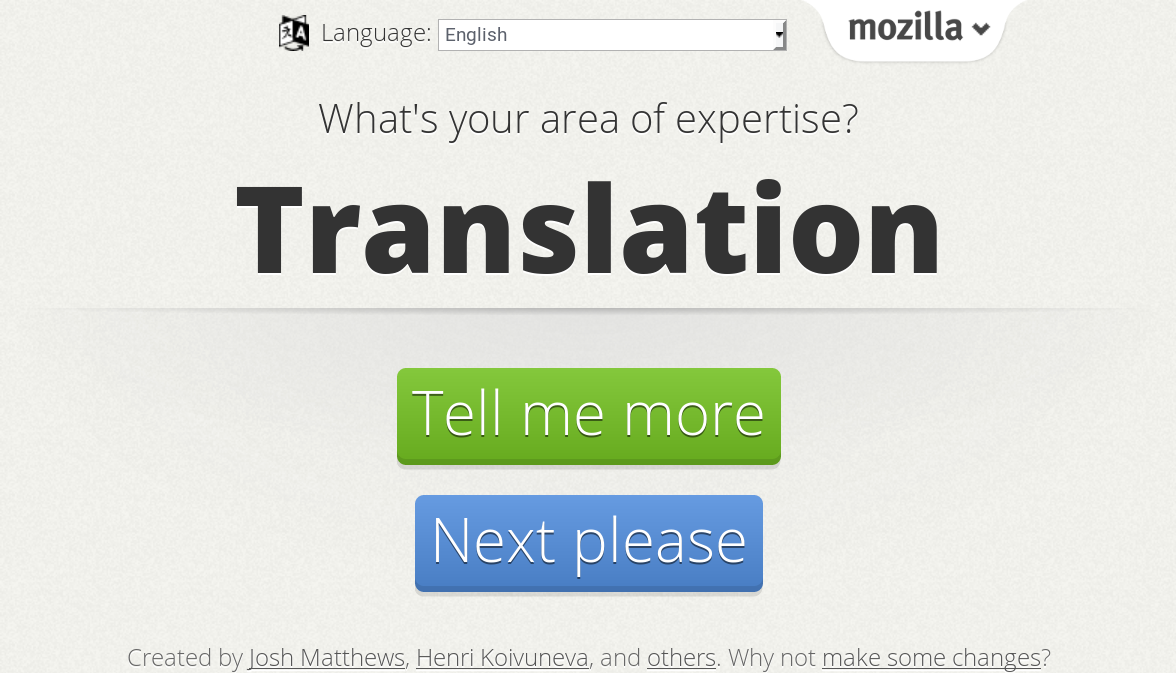 Language: English
mozilla
What's your area of expertise?
Translation
Tell me more
Next please
Created by Josh Matthews, Henri Koivuneva, and others. Why not make some changes?